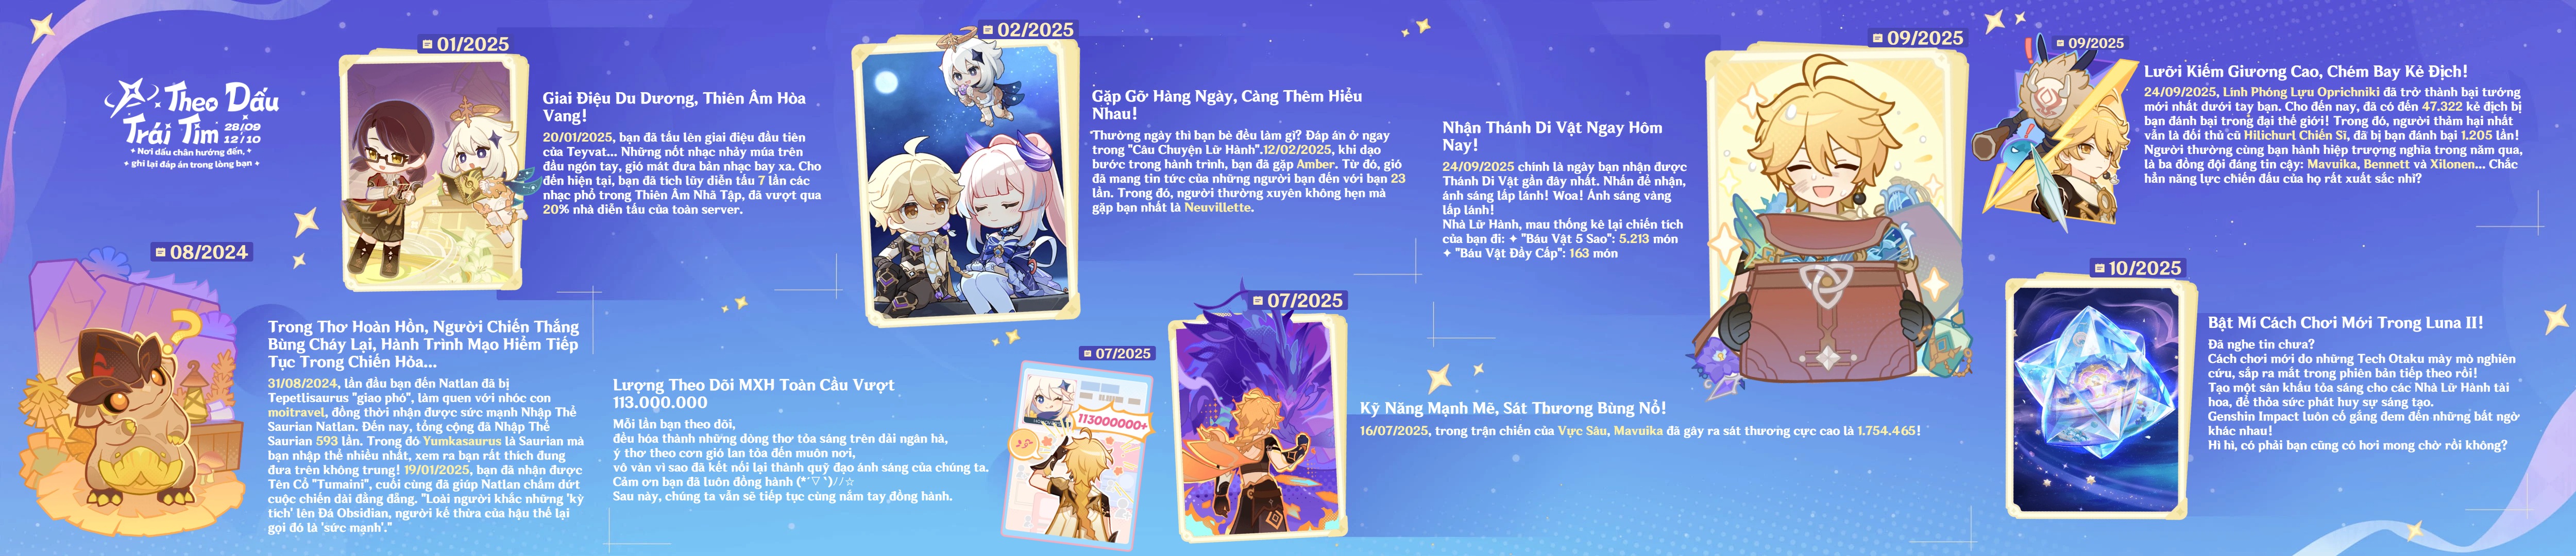 Theo Dấu
Trái Tim
28/09
12/10
Nơi dấu chân hướng đến,
ghi lại đáp án trong lòng bạn
08/2024
Trong Thơ Hoàn Hồn, Người Chiến Thắng
Bùng Cháy Lại, Hành Trình Mạo Hiểm Tiếp
Tục Trong Chiến Hỏa...
31/08/2024, lần đầu bạn đến Natlan đã bị
Tepetlisaurus "giao phó", làm quen với nhóc con
moitravel, đồng thời nhận được sức mạnh Nhập Thể
Saurian Natlan. Đến nay, tổng cộng đã Nhập Thể
Saurian 593 lần. Trong đó Yumkasaurus là Saurian mà
bạn nhập thể nhiều nhất, xem ra bạn rất thích đung
đưa trên không trung! 19/01/2025, bạn đã nhận được
Tên Cổ "Tumaini", cuối cùng đã giúp Natlan chấm dứt
cuộc chiến dài đằng đẵng. "Loài người khắc những 'kỳ
tích' lên Đá Obsidian, người kế thừa của hậu thế lại
gọi đó là 'sức mạnh'."
01/2025
Giai Điệu Du Dương, Thiên Âm Hòa
Vang!
20/01/2025, bạn đã tấu lên giai điệu đầu tiên
của Teyvat... Những nốt nhạc nhảy múa trên
đầu ngón tay, gió mát đưa bản nhạc bay xa. Cho
đến hiện tại, bạn đã tích lũy diễn tấu 7 lần các
nhạc phổ trong Thiên Âm Nhã Tập, đã vượt qua
20% nhà diễn tấu của toàn server.
02/2025
Gặp Gỡ Hàng Ngày, Càng Thêm Hiểu
Nhau!
Thường ngày thì bạn bè đều làm gì? Đáp án ở ngay
trong "Câu Chuyện Lữ Hành".12/02/2025, khi dạo
bước trong hành trình, bạn đã gặp Amber. Từ đó, gió
đã mang tin tức của những người bạn đến với bạn 23
lần. Trong đó, người thường xuyên không hẹn mà
gặp bạn nhất là Neuvillette.
Lượng Theo Dõi MXH Toàn Cầu Vượt
113.000.000
Mỗi lần bạn theo dõi,
đều hóa thành những dòng thơ tỏa sáng trên dải ngân hà,
ý thơ theo cơn gió lan tỏa đến muôn nơi,
vô vàn vì sao đã kết nối lại thành quỹ đạo ánh sáng của chúng ta.
Cảm ơn bạn đã luôn đồng hành (*´▽`)//☆
Sau này, chúng ta vẫn sẽ tiếp tục cùng nắm tay đồng hành.
07/2025
113000000+
07/2025
Kỹ Năng Mạnh Mẽ, Sát Thương Bùng Nổ!
16/07/2025, trong trận chiến của Vực Sâu, Mavuika đã gây ra sát thương cực cao là 1.754.465!
Nhận Thánh Di Vật Ngay Hôm
Nay!
24/09/2025 chính là ngày bạn nhận được
Thánh Di Vật gần đây nhất. Nhấn để nhận,
ánh sáng lấp lánh! Woa! Ánh sáng vàng
lấp lánh!
Nhà Lữ Hành, mau thống kê lại chiến tích
của bạn đi: ✦ "Báu Vật 5 Sao": 5.213 món
✦ "Báu Vật Đầy Cấp": 163 món
09/2025
09/2025
Lưỡi Kiếm Giương Cao, Chém Bay Kẻ Địch!
24/09/2025, Lính Phóng Lựu Oprichniki đã trở thành bại tướng
mới nhất dưới tay bạn. Cho đến nay, đã có đến 47.322 kẻ địch bị
bạn đánh bại trong đại thế giới! Trong đó, người thảm hại nhất
vẫn là đối thủ cũ Hilichurl Chiến Sĩ, đã bị bạn đánh bại 1.205 lần!
Người thường cùng bạn hành hiệp trượng nghĩa trong năm qua,
là ba đồng đội đáng tin cậy: Mavuika, Bennett và Xilonen... Chắc
hẳn năng lực chiến đấu của họ rất xuất sắc nhỉ?
10/2025
Bật Mí Cách Chơi Mới Trong Luna II!
Đã nghe tin chưa?
Cách chơi mới do những Tech Otaku mày mò nghiên
cứu, sắp ra mắt trong phiên bản tiếp theo rồi!
Tạo một sân khấu tỏa sáng cho các Nhà Lữ Hành tài
hoa, để thỏa sức phát huy sự sáng tạo.
Genshin Impact luôn cố gắng đem đến những bất ngờ
khác nhau!
Hì hì, có phải bạn cũng có hơi mong chờ rồi không?